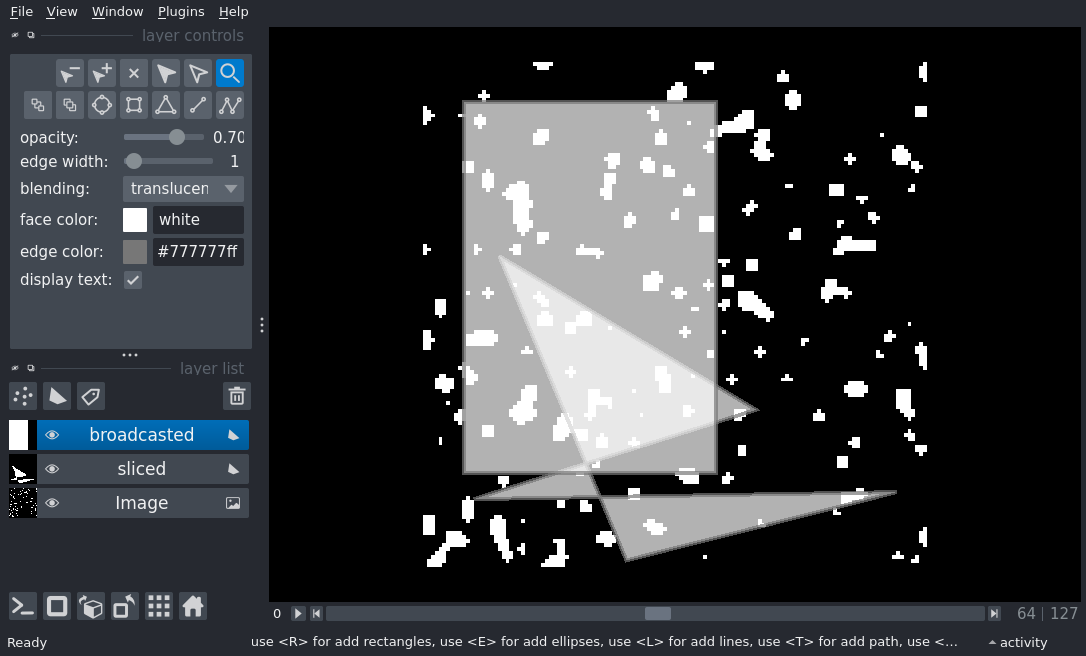 File View Window Plugins Help
layer controls
opacity: 0.70
edge width: 1
blending: translucen
face color: white
edge color: #777777ff
display text:
layer list
broadcasted
sliced
Image
0 64 127
Ready use <R> for add rectangles, use <E> for add ellipses, use <L> for add lines, use <T> for add path, use <... activity